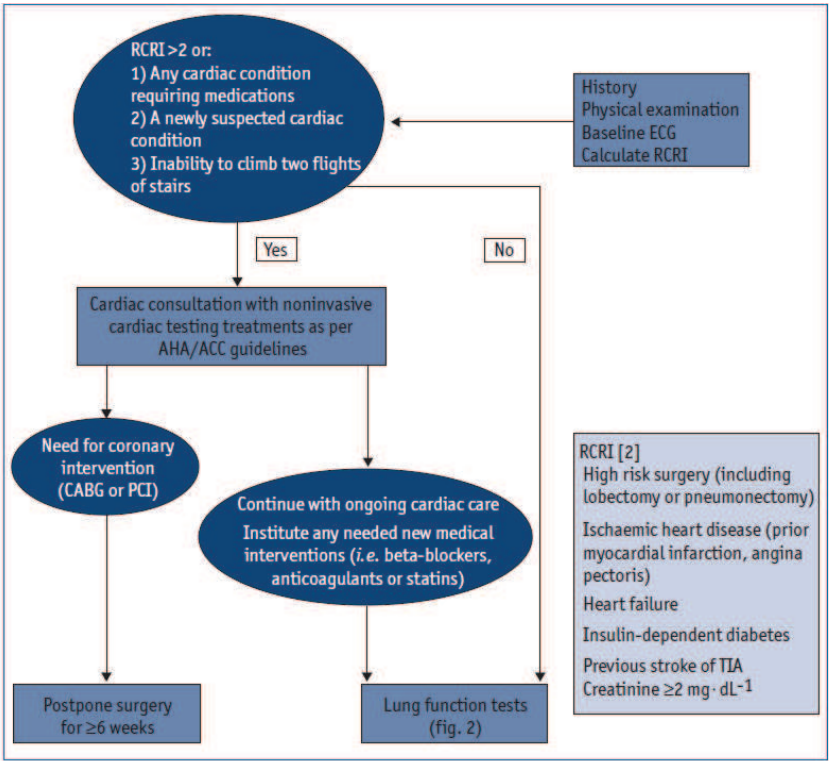 RCRI >2 or:
1) Any cardiac condition
requiring medications
2) A newly suspected cardiac
condition
3) Inability to climb two flights
of stairs
History
Physical examination
Baseline ECG
Calculate RCRI
Yes
No
Cardiac consultation with noninvasive
cardiac testing treatments as per
AHA/ACC guidelines
Need for coronary
intervention
(CABG or PCI)
Continue with ongoing cardiac care
Institute any needed new medical
interventions (i.e. beta-blockers,
anticoagulants or statins)
RCRI [2]
High risk surgery (including
lobectomy or pneumonectomy)
Ischaemic heart disease (prior
myocardial infarction, angina
pectoris)
Heart failure
Insulin-dependent diabetes
Previous stroke of TIA
Creatinine ≥2 mg·dL-1
Postpone surgery
for ≥6 weeks
Lung function tests
(fig. 2)